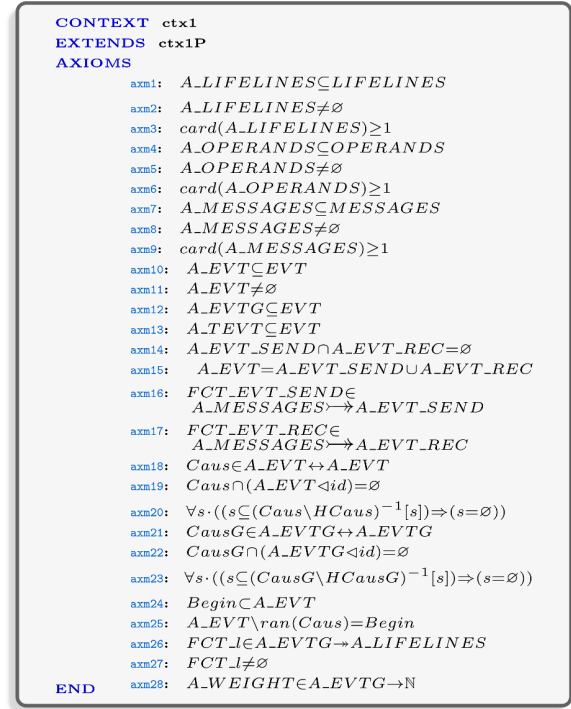 CONTEXT ctx1
EXTENDS ctx1P
AXIOMS
axm1: A_LIFELINES⊆LIFELINES
axm2: A_LIFELINES≠∅
axm3: card(A_LIFELINES)≥1
axm4: A_OPERANDS⊆OPERANDS
axm5: A_OPERANDS≠∅
axm6: card(A_OPERANDS)≥1
axm7: A_MESSAGES⊆MESSAGES
axm8: A_MESSAGES≠∅
axm9: card(A_MESSAGES)≥1
axm10: A_EVT⊆EVT
axm11: A_EVT≠∅
axm12: A_EVTG⊆EVT
axm13: A_TEVT⊆EVT
axm14: A_EVT_SEND∩A_EVT_REC=∅
axm15: A_EVT=A_EVT_SEND∪A_EVT_REC
axm16: FCT_EVT_SEND∈
A_MESSAGES⤖A_EVT_SEND
axm17: FCT_EVT_REC∈
A_MESSAGES⤖A_EVT_REC
axm18: Caus∈A_EVT↔A_EVT
axm19: Caus∩(A_EVT◁id)=∅
axm20: ∀s·((s⊆(Caus\HCaus)⁻¹[s])⇒(s=∅))
axm21: CausG∈A_EVTG↔A_EVTG
axm22: CausG∩(A_EVTG◁id)=∅
axm23: ∀s·((s⊆(CausG\HCausG)⁻¹[s])⇒(s=∅))
axm24: Begin⊂A_EVT
axm25: A_EVT\ran(Caus)=Begin
axm26: FCT_l∈A_EVTG↠A_LIFELINES
axm27: FCT_l≠∅
axm28: A_WEIGHT∈A_EVTG→ℕ
END